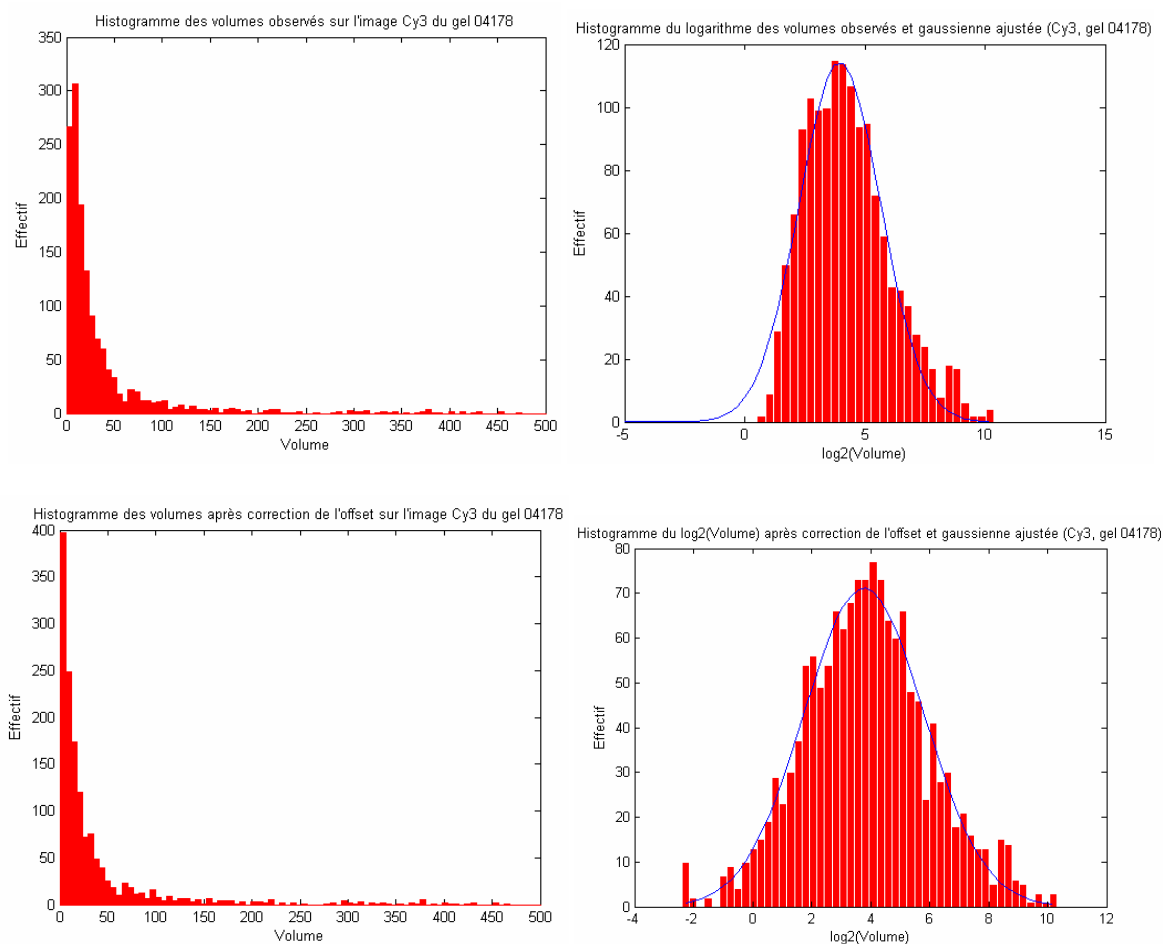 Histogramme des volumes observés sur l'image Cy3 du gel 04178
350
300
250
200
150
100
50
0
Effectif
0 50 100 150 200 250 300 350 400 450 500
Volume
Histogramme du logarithme des volumes observés et gaussienne ajustée (Cy3, gel 04178)
120
100
80
60
40
20
0
Effectif
-5 0 5 10 15
log2(Volume)
Histogramme des volumes après correction de l'offset sur l'image Cy3 du gel 04178
400
350
300
250
200
150
100
50
0
Effectif
0 50 100 150 200 250 300 350 400 450 500
Volume
Histogramme du log2(Volume) après correction de l'offset et gaussienne ajustée (Cy3, gel 04178)
80
70
60
50
40
30
20
10
0
Effectif
-4 -2 0 2 4 6 8 10 12
log2(Volume)